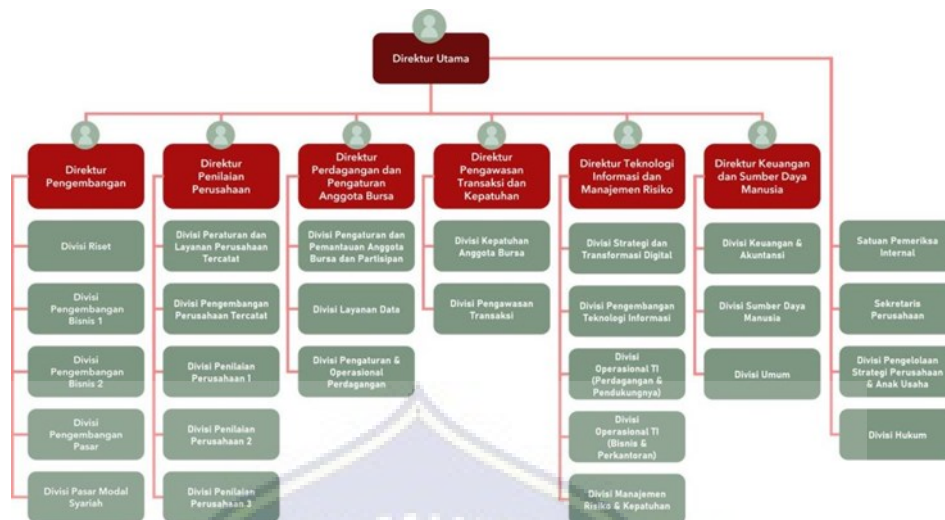 Direktur Utama
Direktur
Pengembangan
Direktur
Penilaian
Perusahaan
Direktur
Perdagangan dan
Pengaturan
Anggota Bursa
Direktur
Pengawasan
Transaksi dan
Kepatuhan
Direktur Teknologi
Informasi dan
Manajemen Risiko
Direktur Keuangan
dan Sumber Daya
Manusia
Divisi Riset
Divisi
Pengembangan
Bisnis 1
Divisi
Pengembangan
Bisnis 2
Divisi
Pengembangan
Pasar
Divisi Pasar Modal
Syariah
Divisi Peraturan dan
Layanan Perusahaan
Tercatat
Divisi Pengembangan
Perusahaan Tercatat
Divisi Penilaian
Perusahaan 1
Divisi Penilaian
Perusahaan 2
Divisi Penilaian
Perusahaan 3
Divisi Pengaturan dan
Pemantauan Anggota
Bursa dan Partisipan
Divisi Layanan Data
Divisi Pengaturan &
Operasional
Perdagangan
Divisi Kepatuhan
Anggota Bursa
Divisi Pengawasan
Transaksi
Divisi Strategi dan
Transformasi Digital
Divisi Pengembangan
Teknologi Informasi
Divisi
Operasional TI
(Perdagangan &
Pendukungnya)
Divisi
Operasional TI
(Bisnis &
Perkantoran)
Divisi Manajemen
Risiko & Kepatuhan
Divisi Keuangan &
Akuntansi
Divisi Sumber Daya
Manusia
Divisi Umum
Satuan Pemeriksa
Internal
Sekretaris
Perusahaan
Divisi Pengelolaan
Strategi Perusahaan
& Anak Usaha
Divisi Hukum